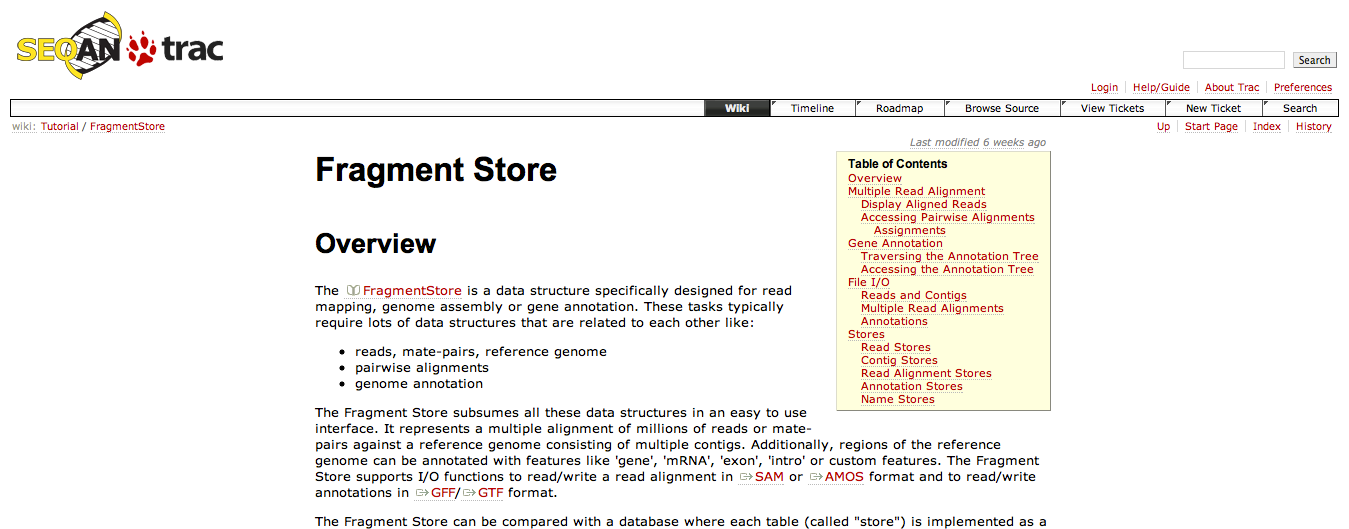 SEQAN trac
Search
Login Help/Guide About Trac Preferences
Wiki Timeline Roadmap Browse Source View Tickets New Ticket Search
wiki: Tutorial / FragmentStore
Up Start Page Index History
Last modified 6 weeks ago
Fragment Store
Table of Contents
Overview
Multiple Read Alignment
Display Aligned Reads
Accessing Pairwise Alignments
Assignments
Gene Annotation
Traversing the Annotation Tree
Accessing the Annotation Tree
File I/O
Reads and Contigs
Multiple Read Alignments
Annotations
Stores
Read Stores
Contig Stores
Read Alignment Stores
Annotation Stores
Name Stores
Overview
The FragmentStore is a data structure specifically designed for read
mapping, genome assembly or gene annotation. These tasks typically
require lots of data structures that are related to each other like:
• reads, mate-pairs, reference genome
• pairwise alignments
• genome annotation
The Fragment Store subsumes all these data structures in an easy to use
interface. It represents a multiple alignment of millions of reads or mate-
pairs against a reference genome consisting of multiple contigs. Additionally, regions of the reference
genome can be annotated with features like 'gene', 'mRNA', 'exon', 'intro' or custom features. The Fragment
Store supports I/O functions to read/write a read alignment in SAM or AMOS format and to read/write
annotations in GFF/GTF format.
The Fragment Store can be compared with a database where each table (called "store") is implemented as a